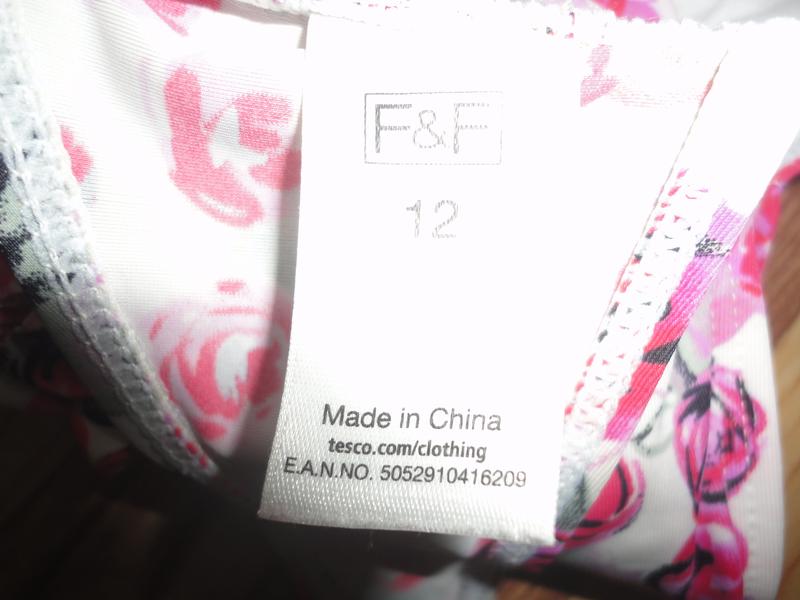 F&F
12
Made in China
tesco.com/clothing
E.A.N.NO. 5052910416209